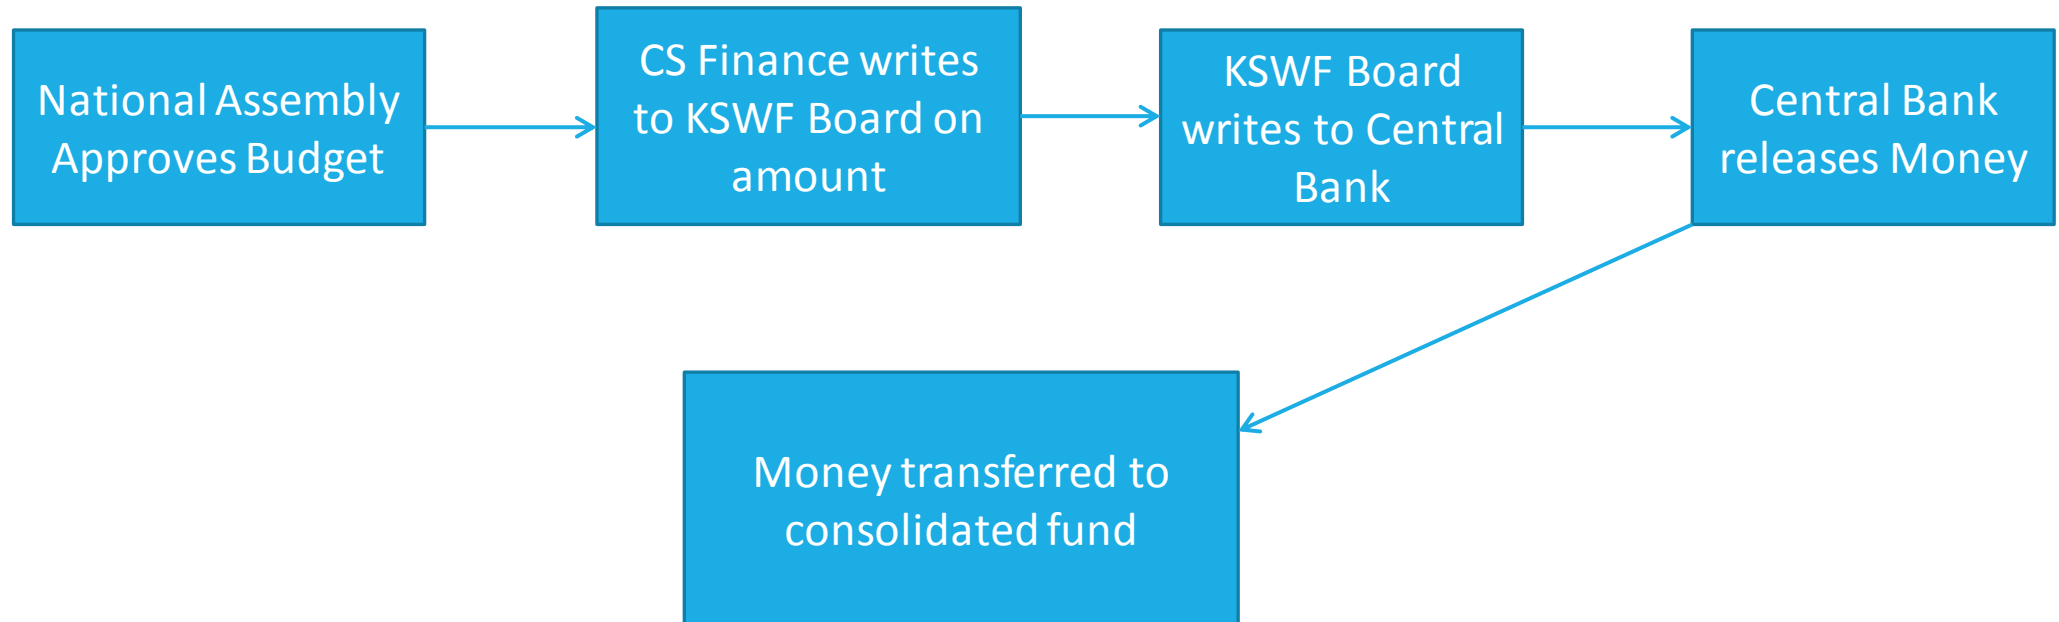 National Assembly
Approves Budget
CS Finance writes
to KSWF Board on
amount
KSWF Board
writes to Central
Bank
Central Bank
releases Money
Money transferred to
consolidated fund